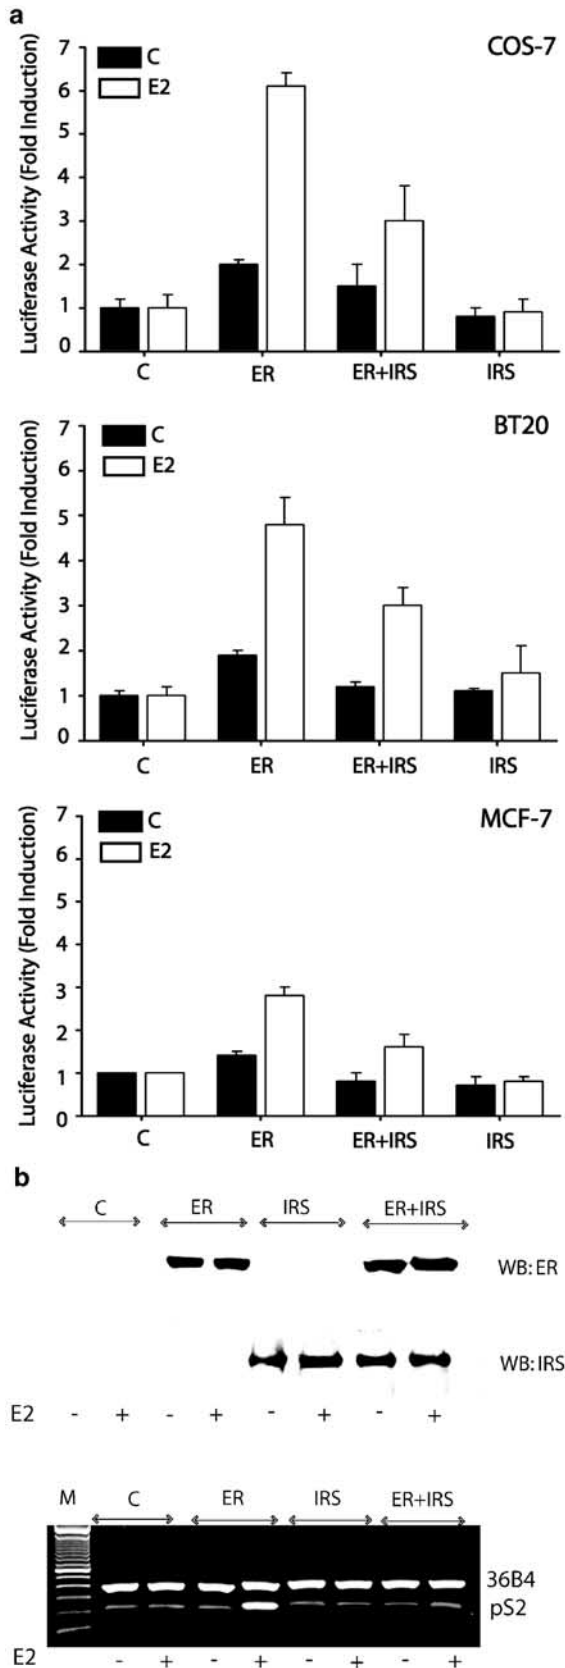 a
COS-7
C
E2
Luciferase Activity (Fold Induction)
7
6
5
4
3
2
1
0
C ER ER+IRS IRS
BT20
C
E2
Luciferase Activity (Fold Induction)
7
6
5
4
3
2
1
0
C ER ER+IRS IRS
MCF-7
C
E2
Luciferase Activity (Fold Induction)
7
6
5
4
3
2
1
0
C ER ER+IRS IRS
b
C ER IRS ER+IRS
WB: ER
WB: IRS
E2 - + - + - + - +
M C ER IRS ER+IRS
36B4
pS2
E2 - + - + - + - +